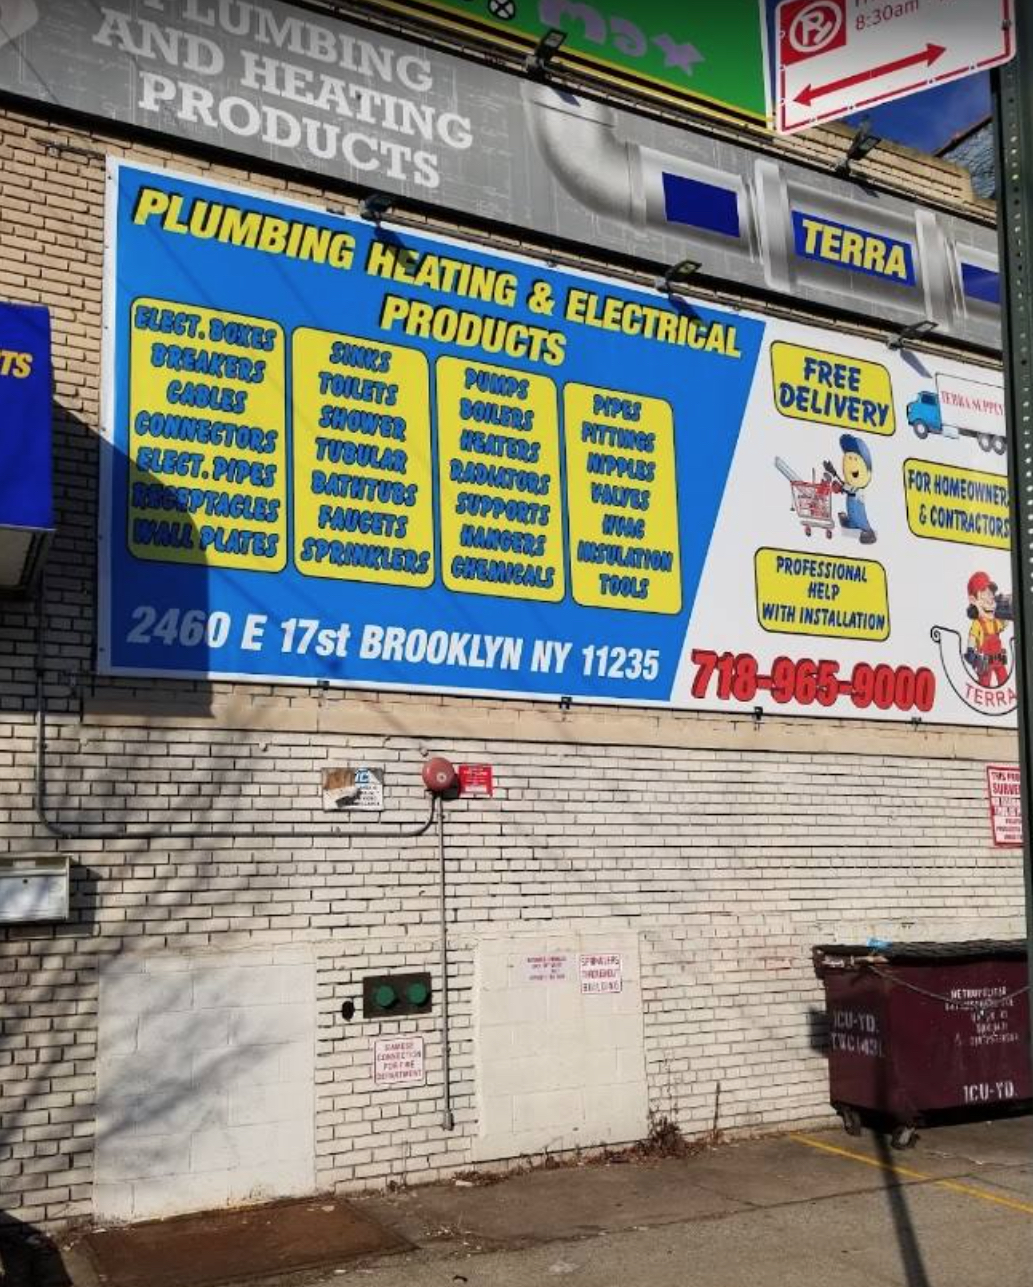 PLUMBING
AND HEATING
PRODUCTS
8:30am
TERRA
TS
PLUMBING HEATING & ELECTRICAL
PRODUCTS
ELECT. BOXES
BREAKERS
CABLES
CONNECTORS
ELECT. PIPES
RECEPTACLES
WALL PLATES
SINKS
TOILETS
SHOWER
TUBULAR
BATHTUBS
FAUCETS
SPRINKLERS
PUMPS
BOILERS
HEATERS
RADIATORS
SUPPORTS
HANGERS
CHEMICALS
PIPES
FITTINGS
NIPPLES
VALVES
HVAC
INSULATION
TOOLS
2460 E 17st BROOKLYN NY 11235
FREE
DELIVERY
TERRA SUPPLY
FOR HOMEOWNER
& CONTRACTORS
PROFESSIONAL
HELP
WITH INSTALLATION
718-965-9000
TERRA
SPRINKLERS
THROUGHOUT
BUILDING
SIAMESE
CONNECTION
FOR FIRE
DEPARTMENT
METROPOLITAN
1CU-YD.
1CU-YD.